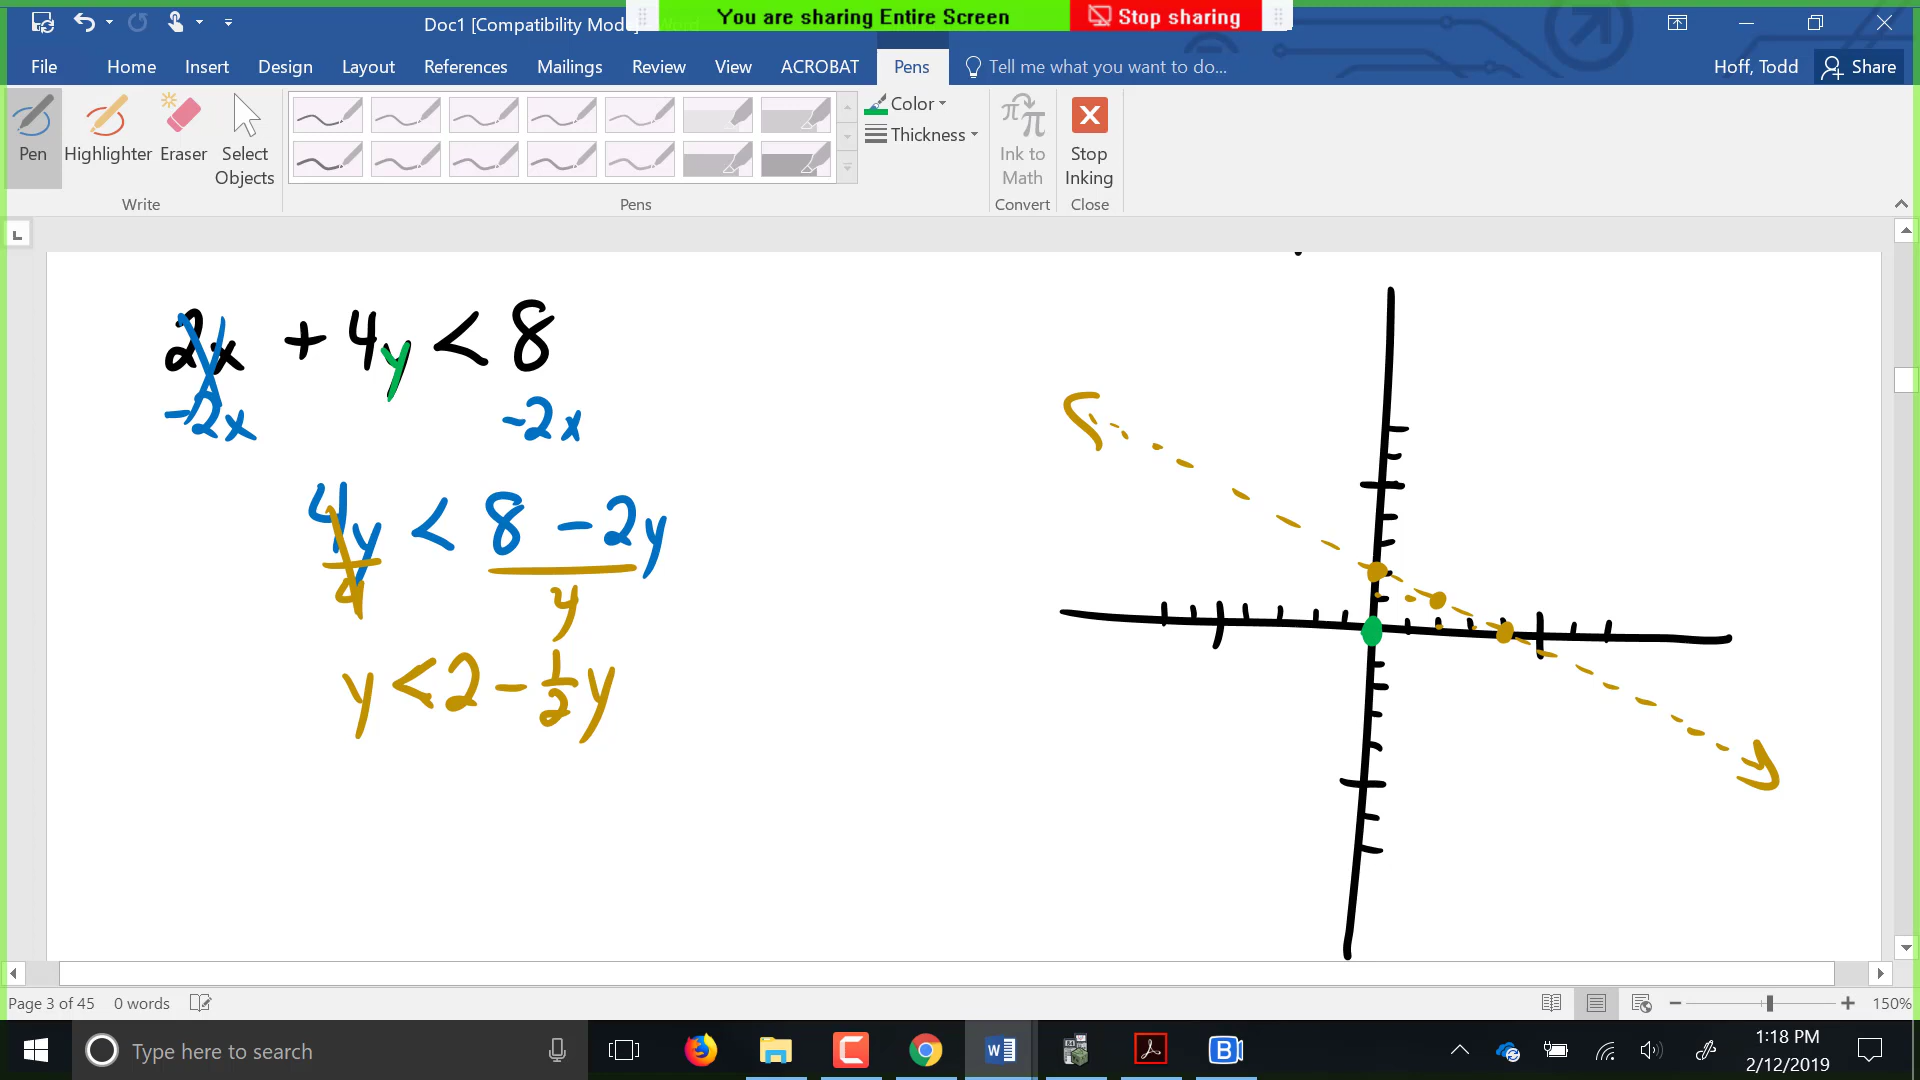 Doc1 [Compatibility Mod
You are sharing Entire Screen
Stop sharing
File Home Insert Design Layout References Mailings Review View ACROBAT Pens Tell me what you want to do... Hoff, Todd Share
Pen Highlighter Eraser Select Objects
Color
Thickness
Ink to Math
Stop Inking
Write Pens Convert Close
2x + 4y < 8
-2x -2x
4y < 8 - 2y
4 y
y < 2 - 1/2 y
Page 3 of 45 0 words 150%
Type here to search
1:18 PM
2/12/2019